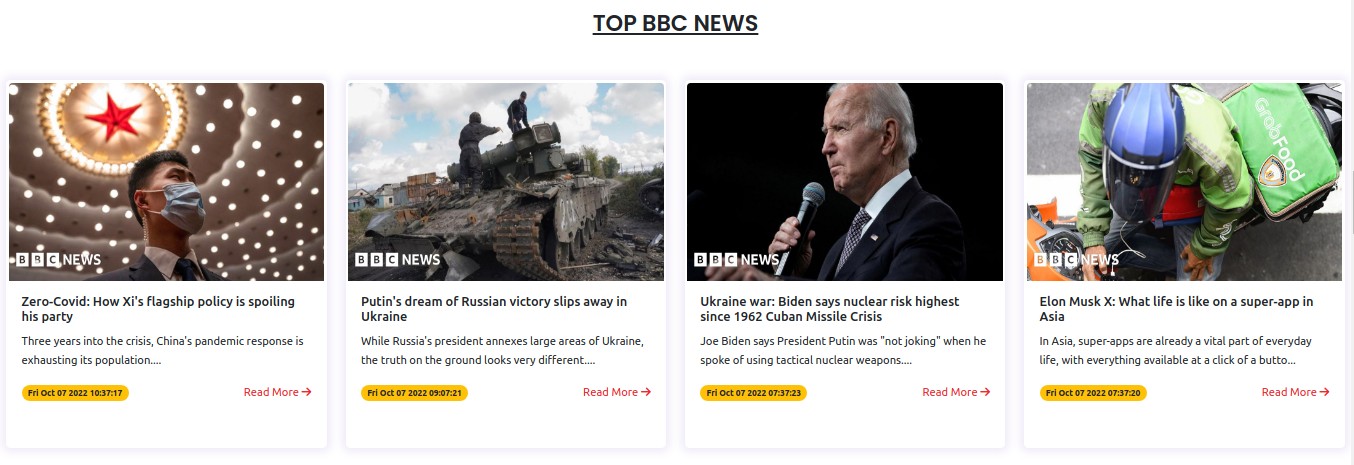 TOP BBC NEWS
BBC NEWS
Zero-Covid: How Xi's flagship policy is spoiling
his party
Three years into the crisis, China's pandemic response is
exhausting its population....
Fri Oct 07 2022 10:37:17
Read More →
BBC NEWS
Putin's dream of Russian victory slips away in
Ukraine
While Russia's president annexes large areas of Ukraine,
the truth on the ground looks very different....
Fri Oct 07 2022 09:07:21
Read More →
BBC NEWS
Ukraine war: Biden says nuclear risk highest
since 1962 Cuban Missile Crisis
Joe Biden says President Putin was "not joking" when he
spoke of using tactical nuclear weapons....
Fri Oct 07 2022 07:37:23
Read More →
GrabFood
BBC NEWS
Elon Musk X: What life is like on a super-app in
Asia
In Asia, super-apps are already a vital part of everyday
life, with everything available at a click of a butto...
Fri Oct 07 2022 07:37:20
Read More →